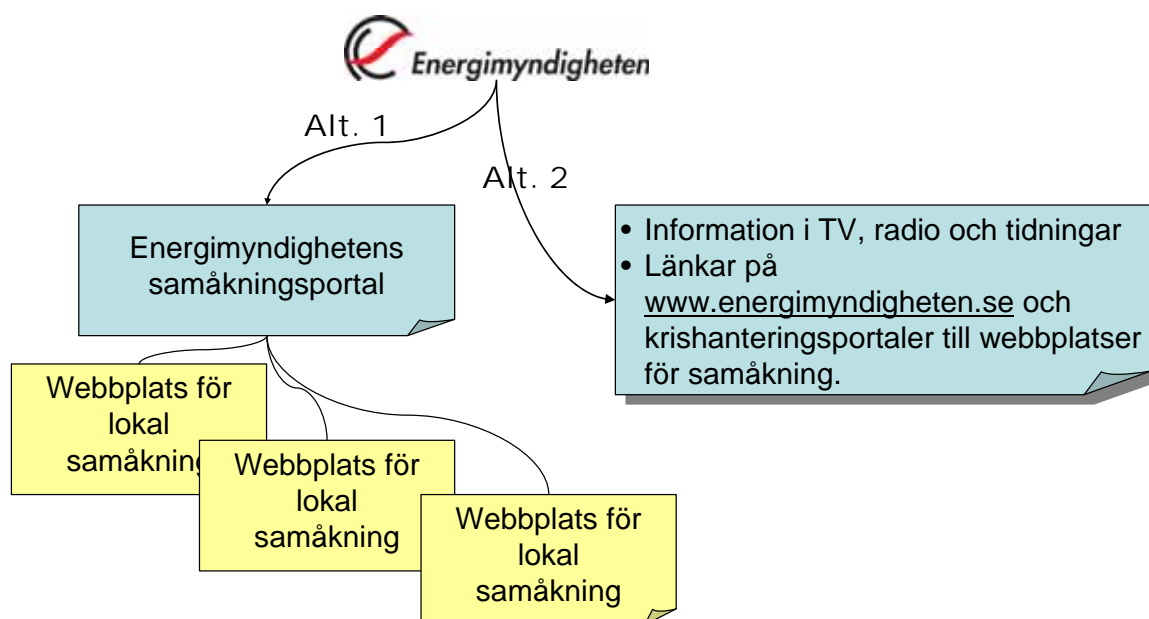 Energimyndigheten
Alt. 1
Alt. 2
Energimyndighetens
samåkningsportal
• Information i TV, radio och tidningar
• Länkar på
www.energimyndigheten.se och
krishanteringsportaler till webbplatser
för samåkning.
Webbplats för
lokal
samåkning
Webbplats för
lokal
samåkning
Webbplats för
lokal
samåkning